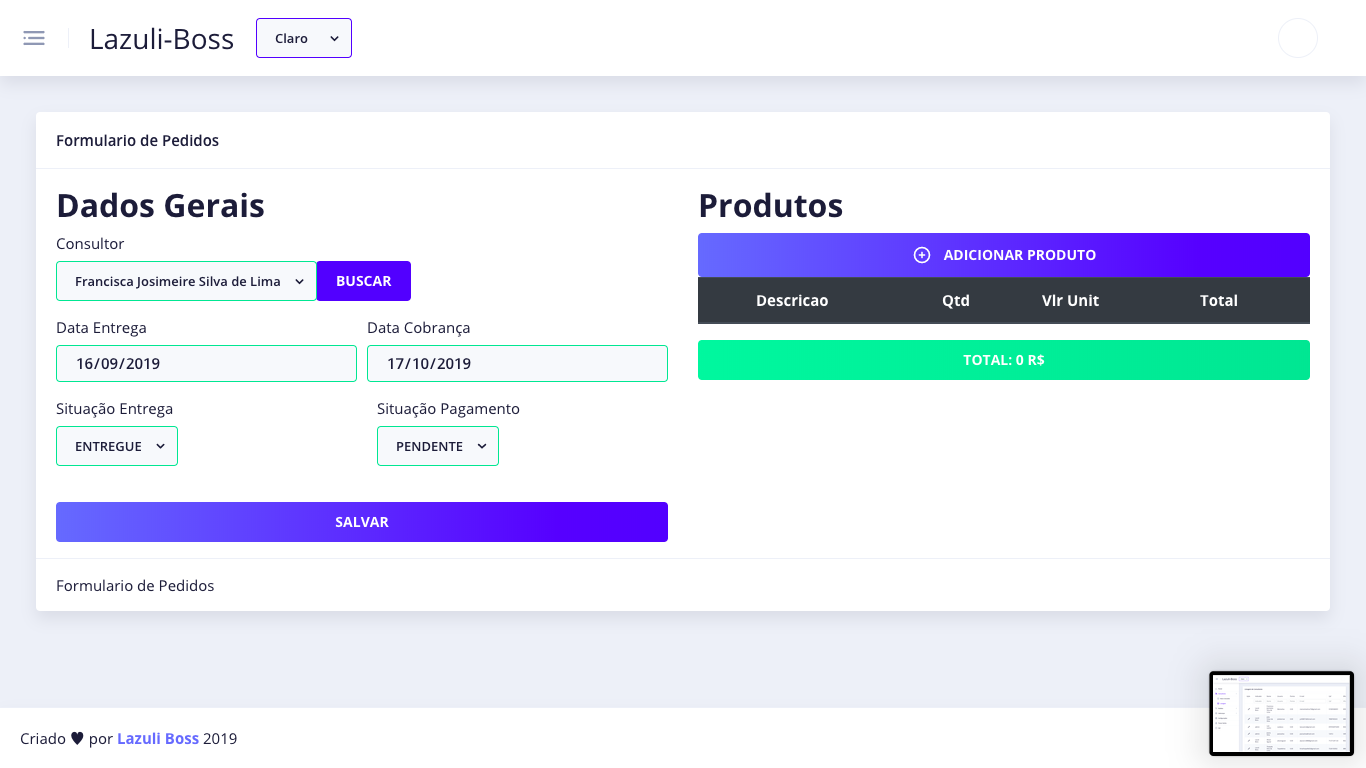 Lazuli-Boss
Claro
Formulario de Pedidos
Dados Gerais
Consultor
Francisca Josimeire Silva de Lima
BUSCAR
Data Entrega
Data Cobrança
16/09/2019
17/10/2019
Situação Entrega
Situação Pagamento
ENTREGUE
PENDENTE
SALVAR
Produtos
ADICIONAR PRODUTO
Descricao Qtd Vlr Unit Total
TOTAL: 0 R$
Formulario de Pedidos
Criado ♥ por Lazuli Boss 2019